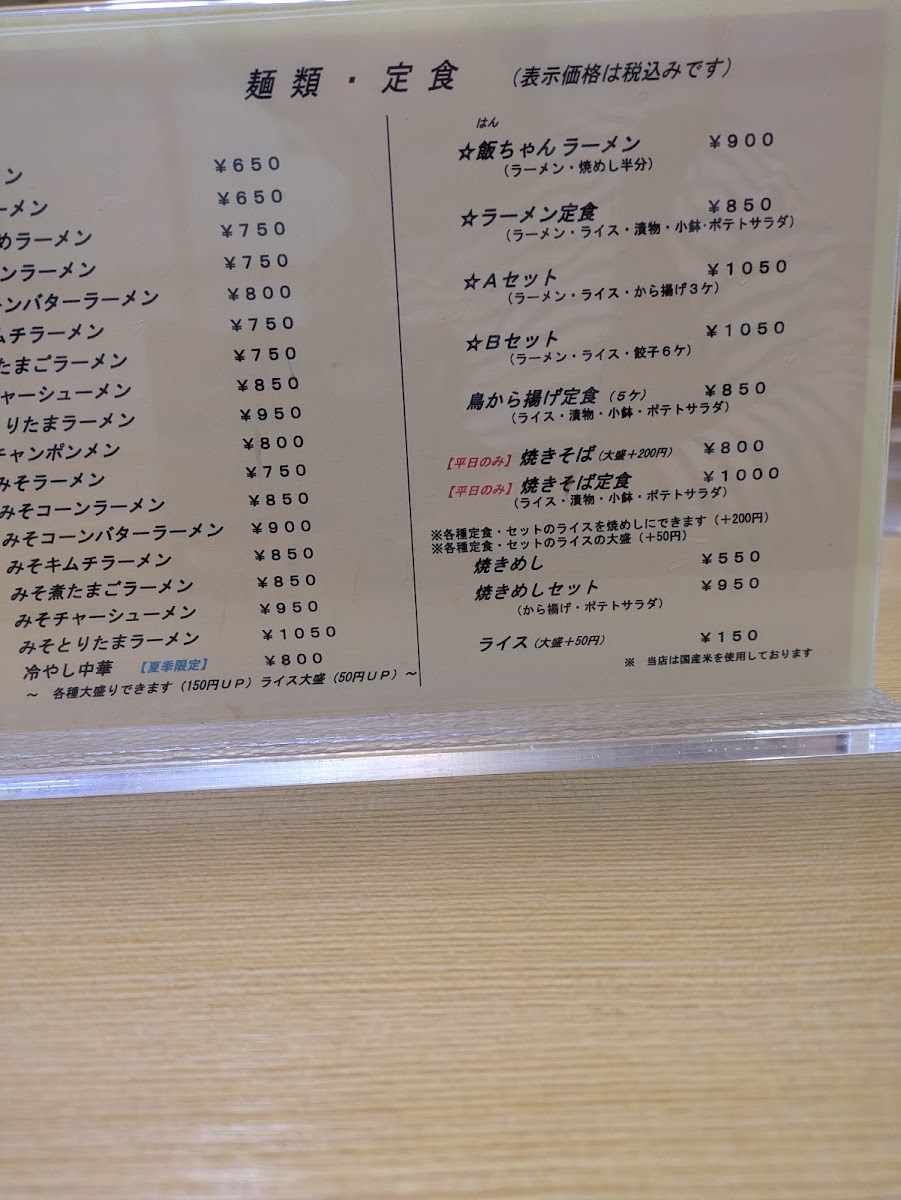 麺類・定食 （表示価格は税込みです）
ン ￥650
ーメン ￥650
めラーメン ￥750
ンラーメン ￥750
ーンバターラーメン ￥800
ムチラーメン ￥750
たまごラーメン ￥750
ャーシューメン ￥850
りたまラーメン ￥950
チャンポンメン ￥800
みそラーメン ￥750
みそコーンラーメン ￥850
みそコーンバターラーメン ￥900
みそキムチラーメン ￥850
みそ煮たまごラーメン ￥850
みそチャーシューメン ￥950
みそとりたまラーメン ￥1050
冷やし中華 【夏季限定】 ￥800
～ 各種大盛りできます（150円UP）ライス大盛（50円UP）～
はん
☆飯ちゃんラーメン ￥900
（ラーメン・焼めし半分）
☆ラーメン定食 ￥850
（ラーメン・ライス・漬物・小鉢・ポテトサラダ）
☆Aセット ￥1050
（ラーメン・ライス・から揚げ3ケ）
☆Bセット ￥1050
（ラーメン・ライス・餃子6ケ）
鳥から揚げ定食（5ケ） ￥850
（ライス・漬物・小鉢・ポテトサラダ）
【平日のみ】焼きそば（大盛＋200円） ￥800
【平日のみ】焼きそば定食 ￥1000
（ライス・漬物・小鉢・ポテトサラダ）
※各種定食・セットのライスを焼めしにできます（＋200円）
※各種定食・セットのライスの大盛（＋50円）
焼きめし ￥550
焼きめしセット ￥950
（から揚げ・ポテトサラダ）
ライス（大盛＋50円） ￥150
※ 当店は国産米を使用しております